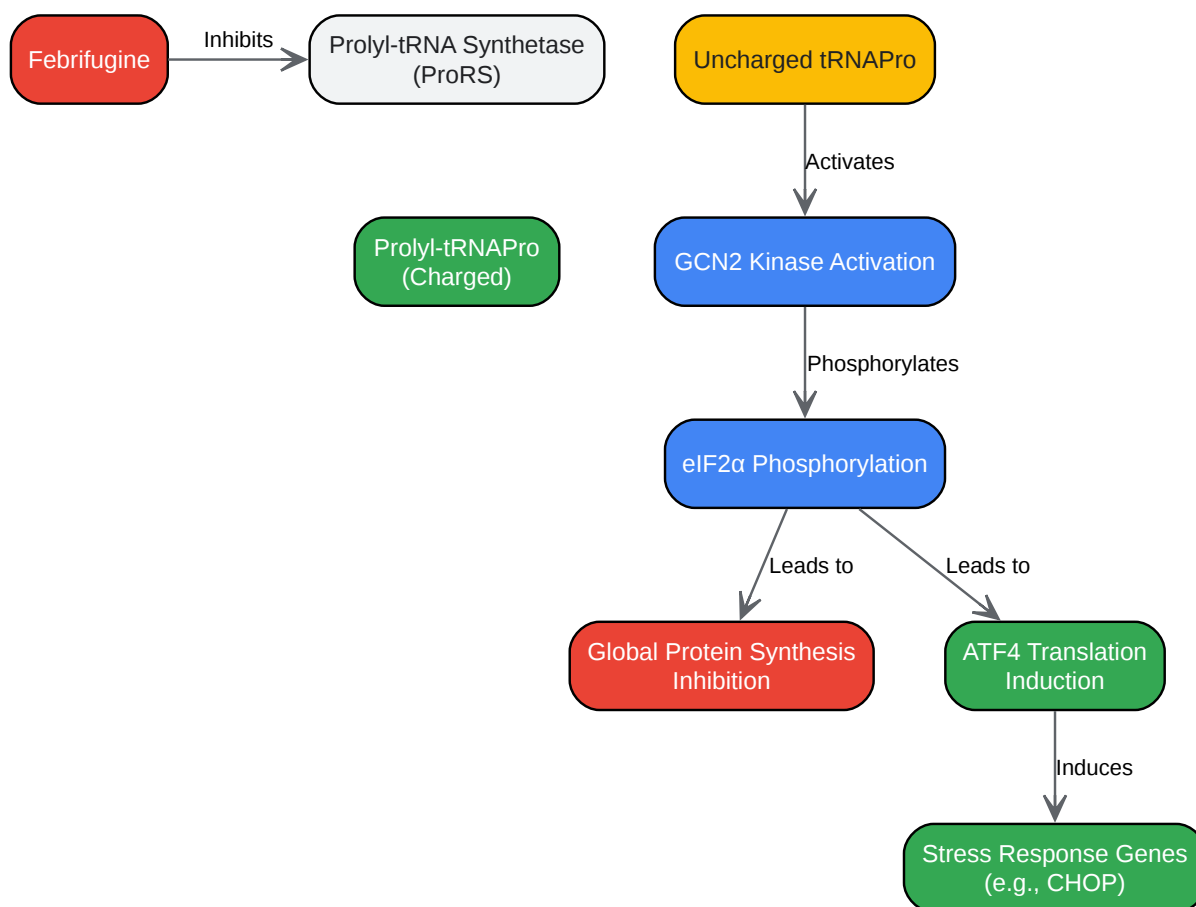 Febrifugine
Inhibits
Prolyl-tRNA Synthetase
(ProRS)
Uncharged tRNAPro
Activates
Prolyl-tRNAPro
(Charged)
GCN2 Kinase Activation
Phosphorylates
eIF2α Phosphorylation
Leads to
Leads to
Global Protein Synthesis
Inhibition
ATF4 Translation
Induction
Induces
Stress Response Genes
(e.g., CHOP)